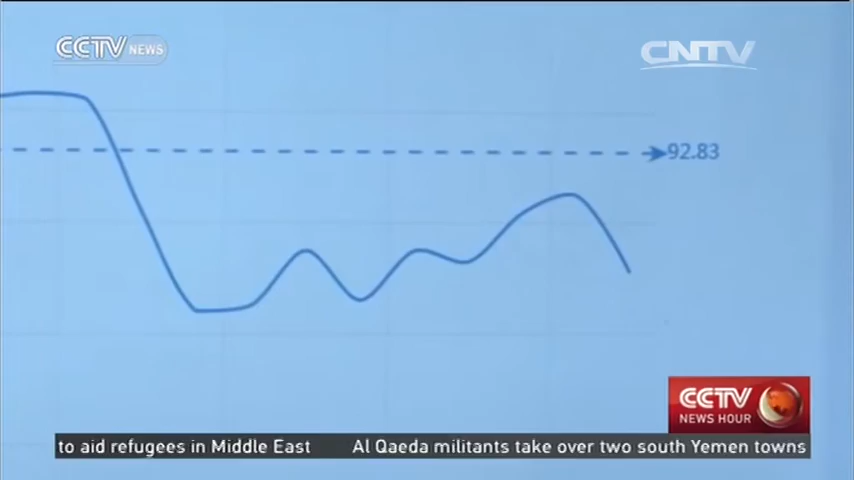 CCTV NEWS
CNTV
92.83
CCTV
NEWS HOUR
to aid refugees in Middle East Al Qaeda militants take over two south Yemen towns